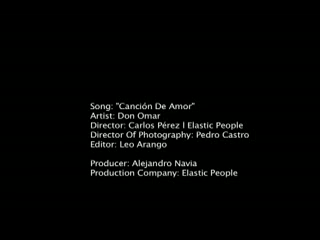 Song: "Canción De Amor"
Artist: Don Omar
Director: Carlos Pérez l Elastic People
Director Of Photography: Pedro Castro
Editor: Leo Arango
Producer: Alejandro Navia
Production Company: Elastic People